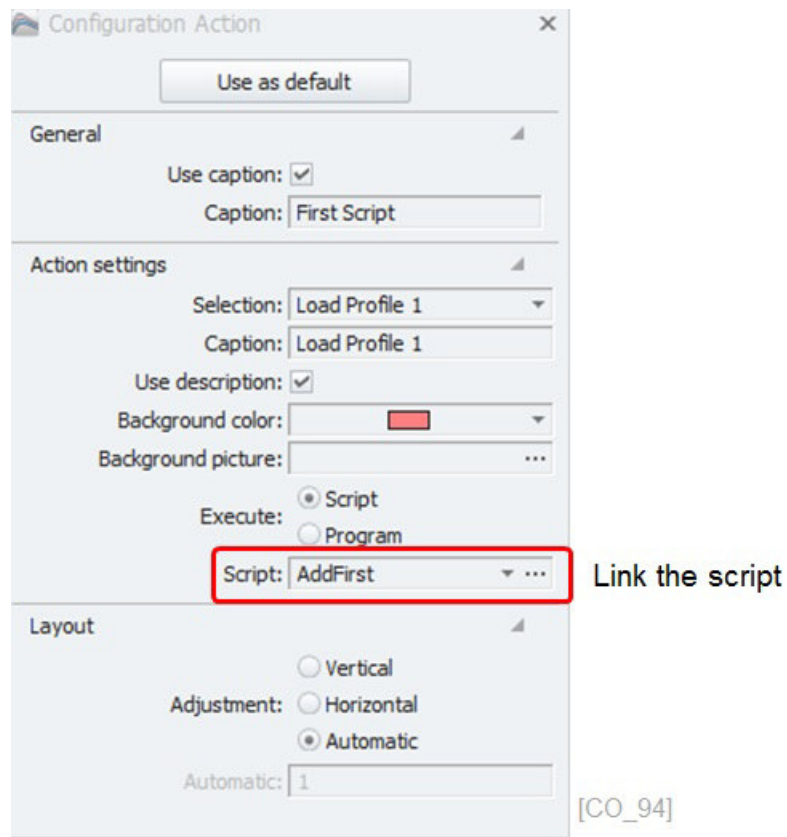 Configuration Action
Use as default
General
Use caption:
Caption: First Script
Action settings
Selection: Load Profile 1
Caption: Load Profile 1
Use description:
Background color:
Background picture: ...
Execute: Script
Program
Script: AddFirst ...
Link the script
Layout
Adjustment: Vertical
Horizontal
Automatic
Automatic: 1
[CO_94]